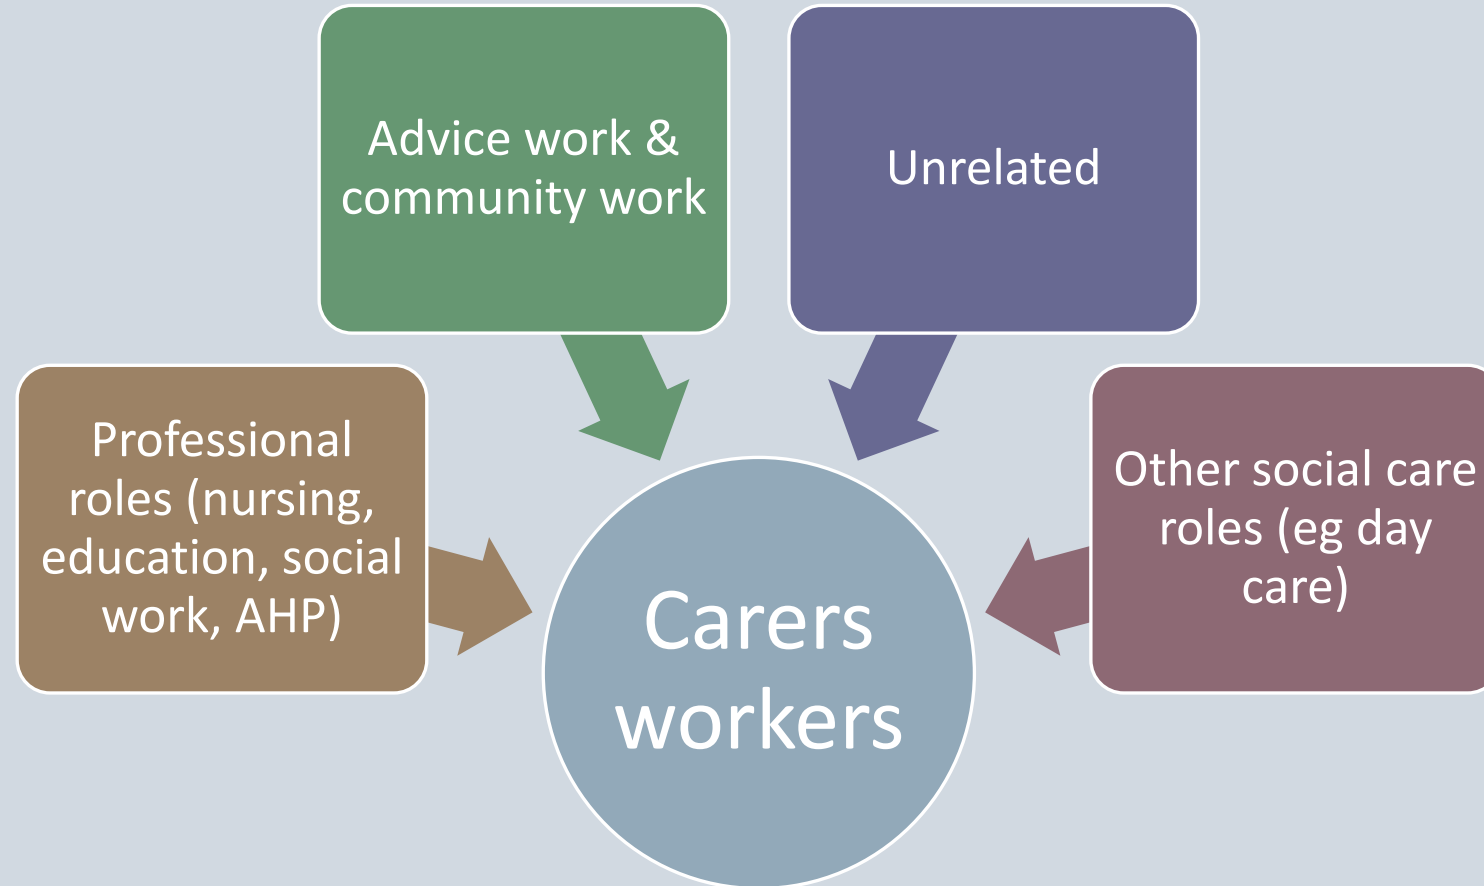 Advice work &
community work
Unrelated
Professional
roles (nursing,
education, social
work, AHP)
Other social care
roles (eg day
care)
Carers
workers